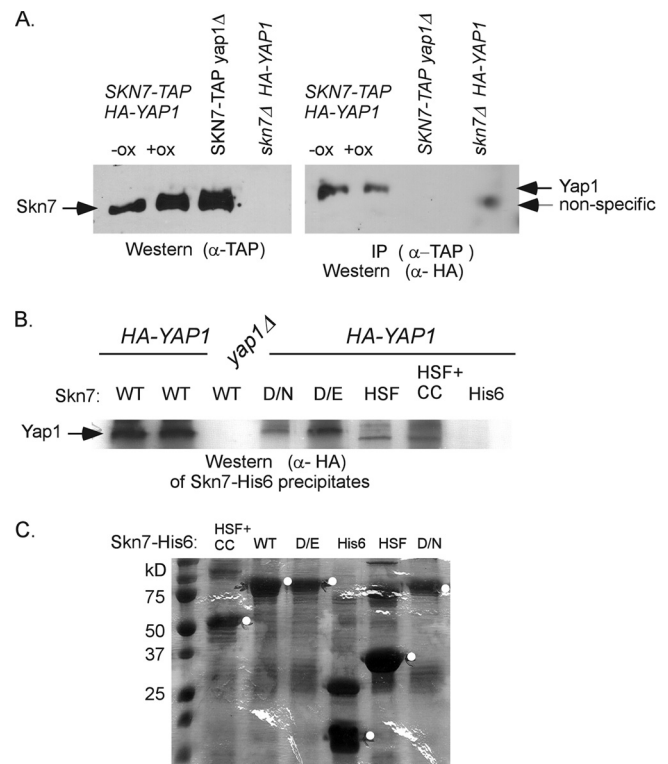 A.
SKN7-TAP
HA-YAP1
SKN7-TAP yap1Δ
skn7Δ HA-YAP1
SKN7-TAP
HA-YAP1
SKN7-TAP yap1Δ
skn7Δ HA-YAP1
-ox +ox
-ox +ox
Skn7
Yap1
non-specific
Western (α-TAP)
IP ( α–TAP )
Western (α- HA)
B.
HA-YAP1 yap1Δ HA-YAP1
Skn7: WT WT WT D/N D/E HSF HSF+ CC His6
Yap1
Western (α- HA)
of Skn7-His6 precipitates
C.
Skn7-His6: HSF+ CC WT D/E His6 HSF D/N
kD
75
50
37
25